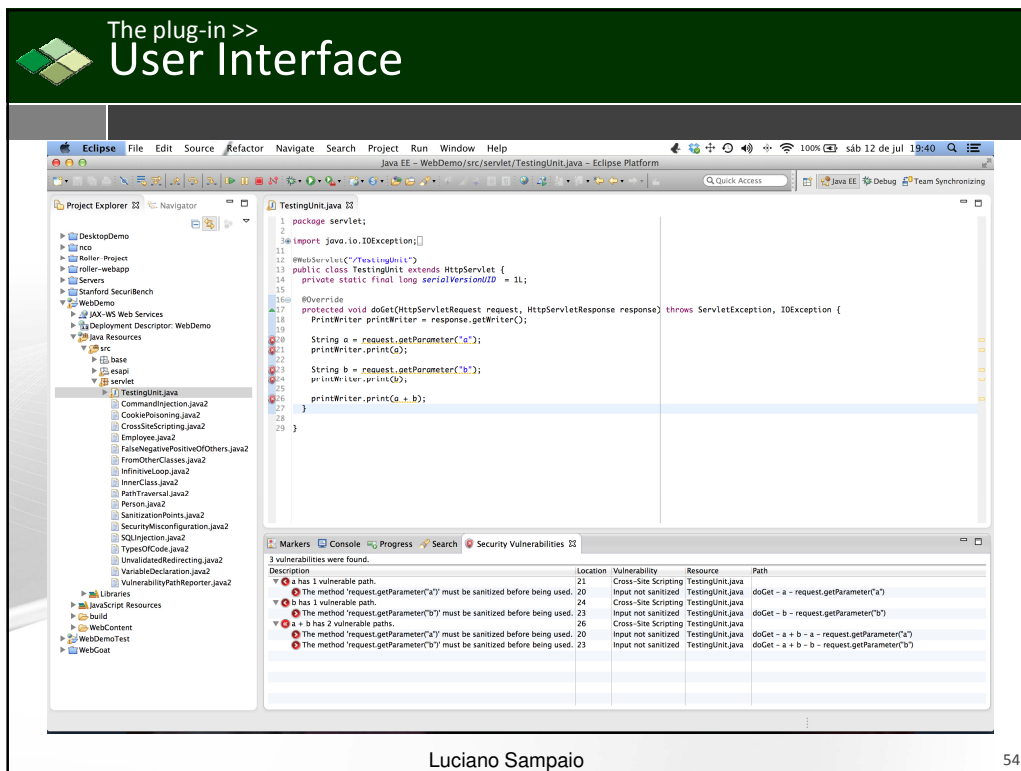 The plug-in >>
User Interface
Eclipse File Edit Source Refactor Navigate Search Project Run Window Help 100% sáb 12 de jul 19:40
Java EE – WebDemo/src/servlet/TestingUnit.java – Eclipse Platform
Quick Access Java EE Debug Team Synchronizing
Project Explorer Navigator
DesktopDemo
nco
Roller-Project
roller-webapp
Servers
Stanford SecuriBench
WebDemo
JAX-WS Web Services
Deployment Descriptor: WebDemo
Java Resources
src
base
esapi
servlet
TestingUnit.java
CommandInjection.java2
CookiePoisoning.java2
CrossSiteScripting.java2
Employee.java2
FalseNegativePositiveOfOthers.java2
FromOtherClasses.java2
InfinitiveLoop.java2
InnerClass.java2
PathTraversal.java2
Person.java2
SanitizationPoints.java2
SecurityMisconfiguration.java2
SQLInjection.java2
TypesOfCode.java2
UnvalidatedRedirecting.java2
VariableDeclaration.java2
VulnerabilityPathReporter.java2
Libraries
JavaScript Resources
build
WebContent
WebDemoTest
WebGoat
TestingUnit.java
1 package servlet;
2
3 import java.io.IOException;
11
12 @WebServlet("/TestingUnit")
13 public class TestingUnit extends HttpServlet {
14 private static final long serialVersionUID = 1L;
15
16 @Override
17 protected void doGet(HttpServletRequest request, HttpServletResponse response) throws ServletException, IOException {
18 PrintWriter printWriter = response.getWriter();
19
20 String a = request.getParameter("a");
21 printWriter.print(a);
22
23 String b = request.getParameter("b");
24 printWriter.print(b);
25
26 printWriter.print(a + b);
27 }
28
29 }
Markers Console Progress Search Security Vulnerabilities
3 vulnerabilities were found.
Description Location Vulnerability Resource Path
a has 1 vulnerable path. 21 Cross-Site Scripting TestingUnit.java
The method 'request.getParameter("a")' must be sanitized before being used. 20 Input not sanitized TestingUnit.java doGet – a – request.getParameter("a")
b has 1 vulnerable path. 24 Cross-Site Scripting TestingUnit.java
The method 'request.getParameter("b")' must be sanitized before being used. 23 Input not sanitized TestingUnit.java doGet – b – request.getParameter("b")
a + b has 2 vulnerable paths. 26 Cross-Site Scripting TestingUnit.java
The method 'request.getParameter("a")' must be sanitized before being used. 20 Input not sanitized TestingUnit.java doGet – a + b – a – request.getParameter("a")
The method 'request.getParameter("b")' must be sanitized before being used. 23 Input not sanitized TestingUnit.java doGet – a + b – b – request.getParameter("b")
Luciano Sampaio
54